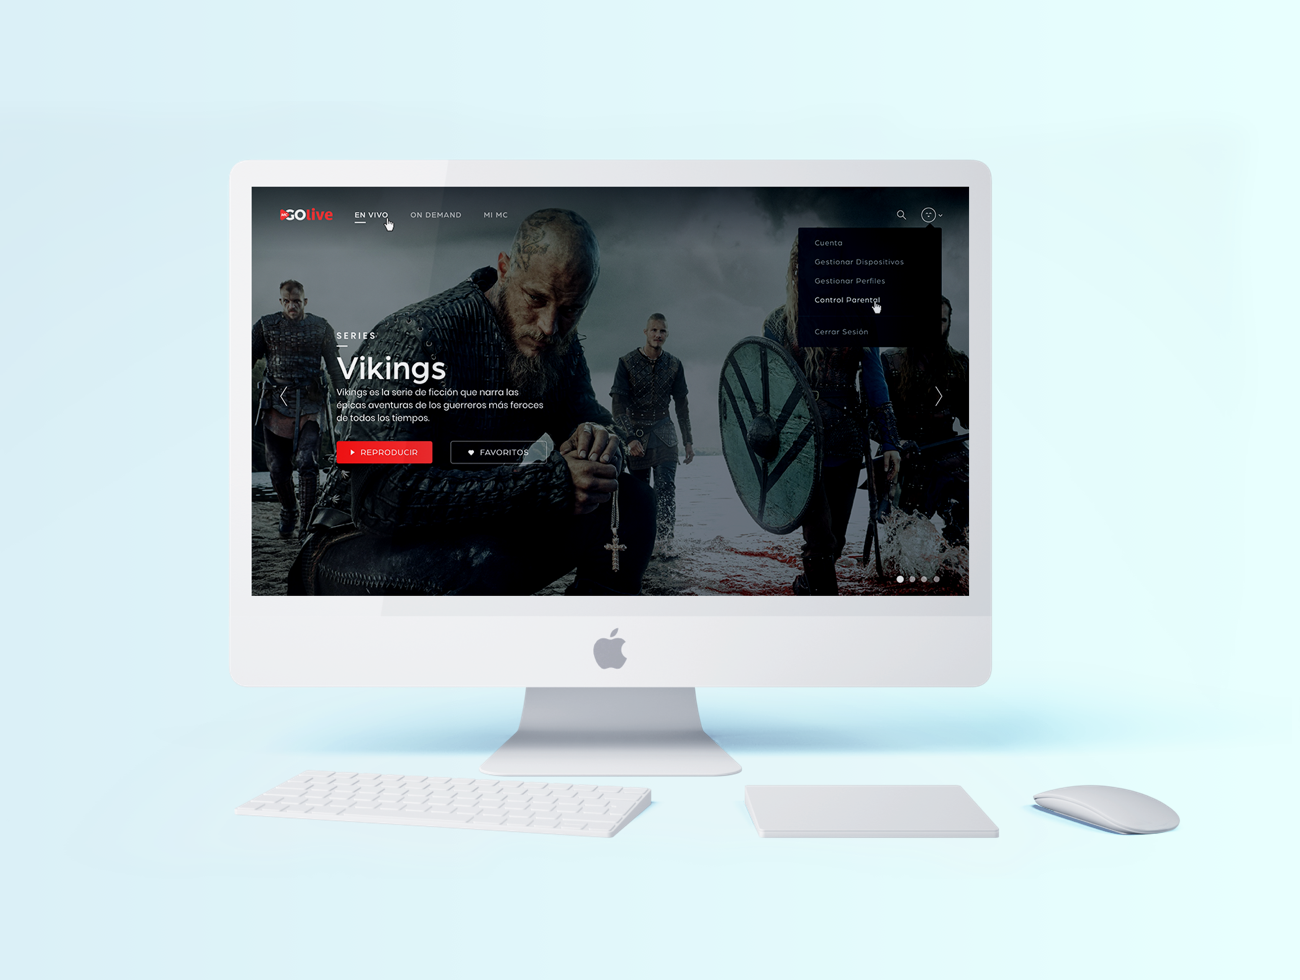 GOlive
EN VIVO
ON DEMAND
MI MC
Cuenta
Gestionar Dispositivos
Gestionar Perfiles
Control Parental
Cerrar Sesión
SERIES
Vikings
Vikings es la serie de ficción que narra las
épicas aventuras de los guerreros más feroces
de todos los tiempos.
REPRODUCIR
FAVORITOS